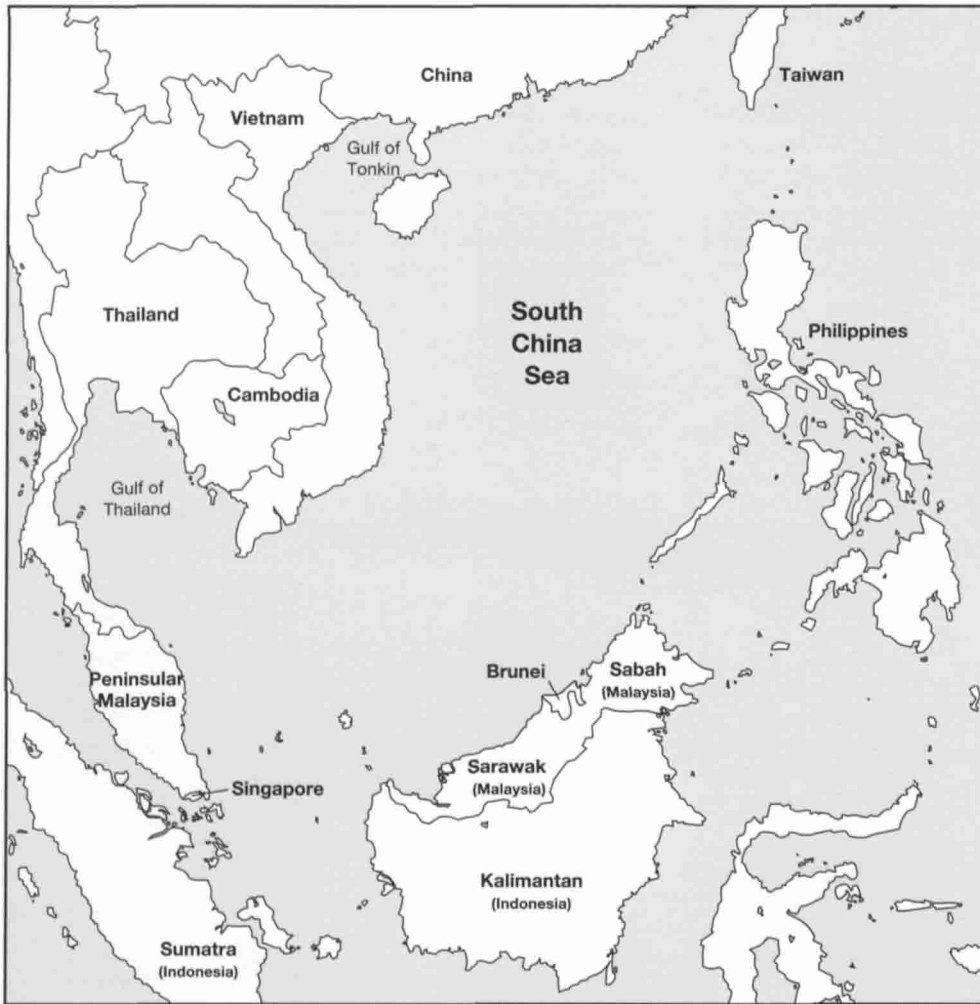 China
Taiwan
Vietnam
Gulf of
Tonkin
South
China
Sea
Thailand
Philippines
Cambodia
Gulf of
Thailand
Peninsular
Malaysia
Brunei
Sabah
(Malaysia)
Sarawak
(Malaysia)
Singapore
Kalimantan
(Indonesia)
Sumatra
(Indonesia)